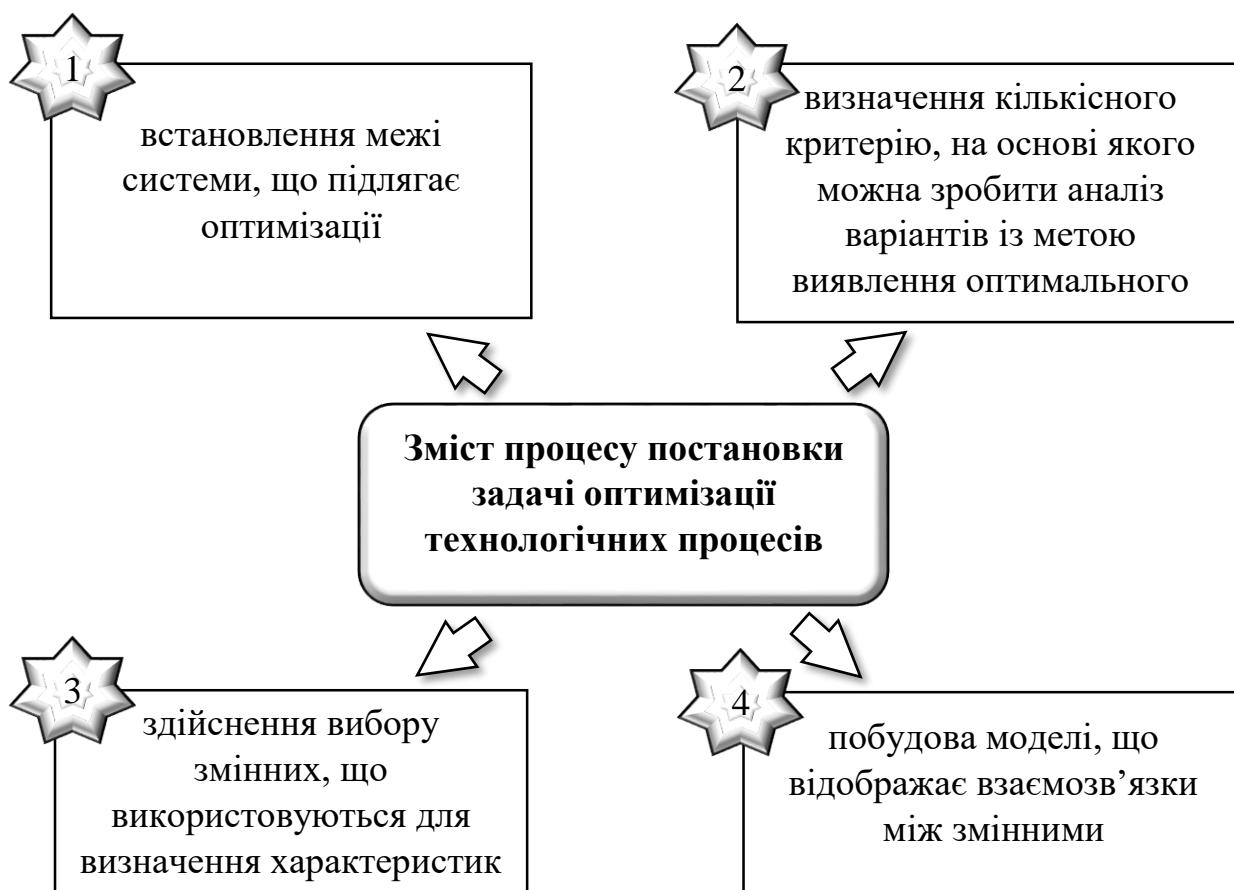 1
встановлення межі
системи, що підлягає
оптимізації
2
визначення кількісного
критерію, на основі якого
можна зробити аналіз
варіантів із метою
виявлення оптимального
Зміст процесу постановки
задачі оптимізації
технологічних процесів
3
здійснення вибору
змінних, що
використовуються для
визначення характеристик
4
побудова моделі, що
відображає взаємозв’язки
між змінними